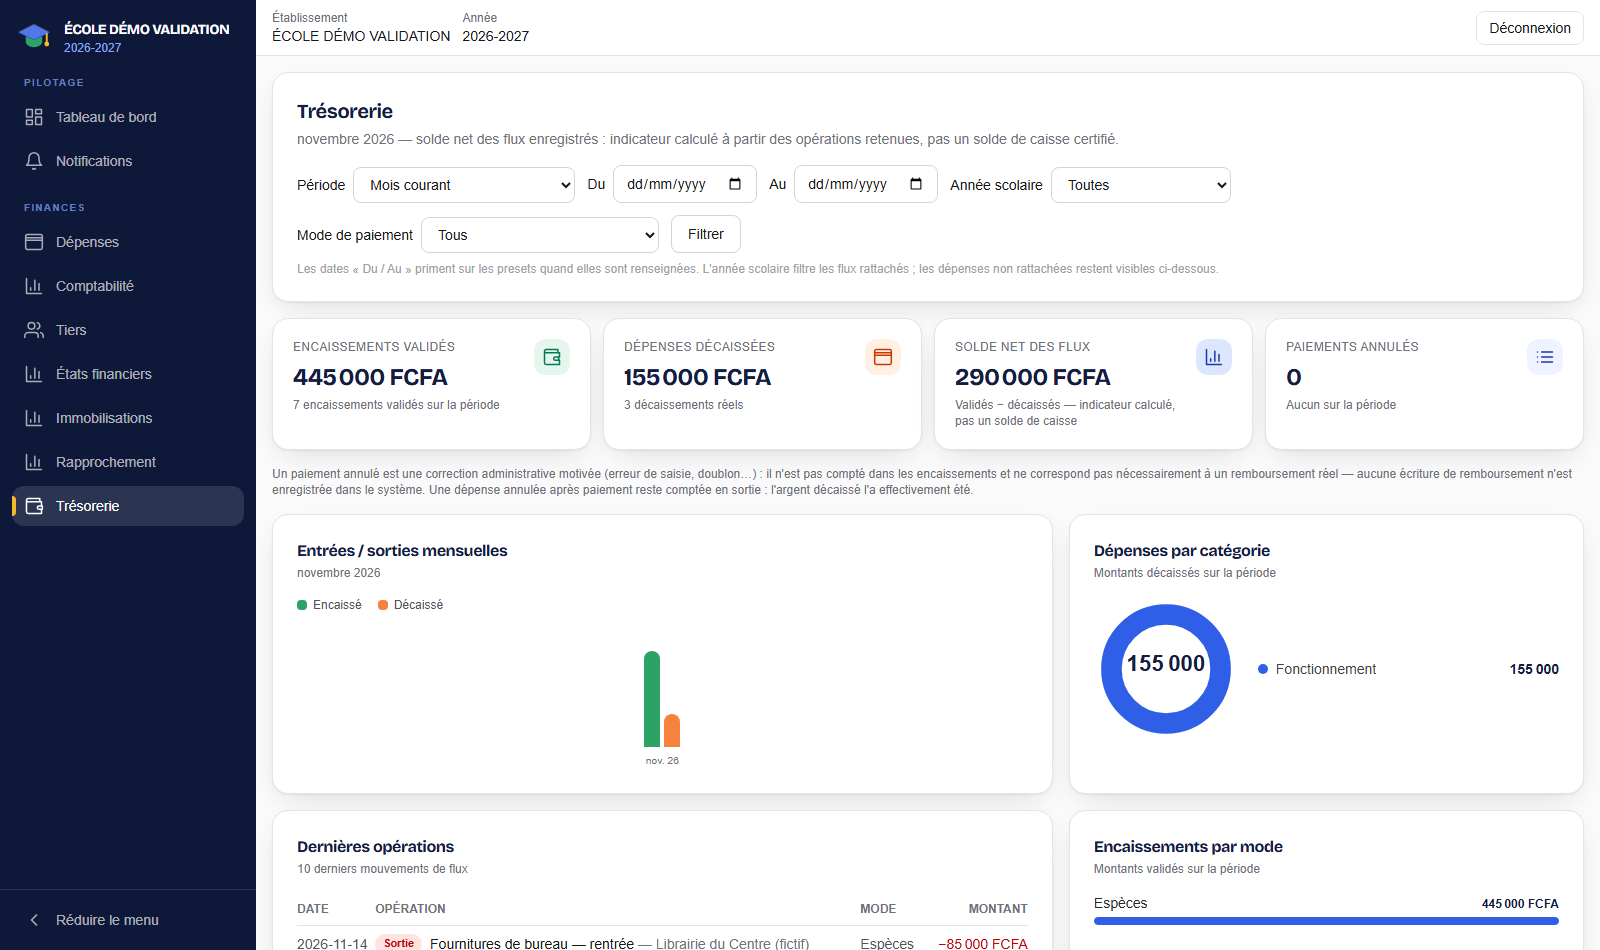 ÉCOLE DÉMO VALIDATION
2026-2027
PILOTAGE
Tableau de bord
Notifications
FINANCES
Dépenses
Comptabilité
Tiers
États financiers
Immobilisations
Rapprochement
Trésorerie
Réduire le menu
Établissement
ÉCOLE DÉMO VALIDATION
Année
2026-2027
Déconnexion
Trésorerie
novembre 2026 — solde net des flux enregistrés : indicateur calculé à partir des opérations retenues, pas un solde de caisse certifié.
Période Mois courant Du dd/mm/yyyy Au dd/mm/yyyy Année scolaire Toutes
Mode de paiement Tous Filtrer
Les dates « Du / Au » priment sur les presets quand elles sont renseignées. L'année scolaire filtre les flux rattachés ; les dépenses non rattachées restent visibles ci-dessous.
ENCAISSEMENTS VALIDÉS
445 000 FCFA
7 encaissements validés sur la période
DÉPENSES DÉCAISSÉES
155 000 FCFA
3 décaissements réels
SOLDE NET DES FLUX
290 000 FCFA
Validés − décaissés — indicateur calculé,
pas un solde de caisse
PAIEMENTS ANNULÉS
0
Aucun sur la période
Un paiement annulé est une correction administrative motivée (erreur de saisie, doublon…) : il n'est pas compté dans les encaissements et ne correspond pas nécessairement à un remboursement réel — aucune écriture de remboursement n'est
enregistrée dans le système. Une dépense annulée après paiement reste comptée en sortie : l'argent décaissé l'a effectivement été.
Entrées / sorties mensuelles
novembre 2026
Encaissé Décaissé
nov. 26
Dépenses par catégorie
Montants décaissés sur la période
155 000
Fonctionnement 155 000
Dernières opérations
10 derniers mouvements de flux
DATE OPÉRATION MODE MONTANT
2026-11-14 Sortie Fournitures de bureau — rentrée — Librairie du Centre (fictif) Espèces −85 000 FCFA
Encaissements par mode
Montants validés sur la période
Espèces 445 000 FCFA